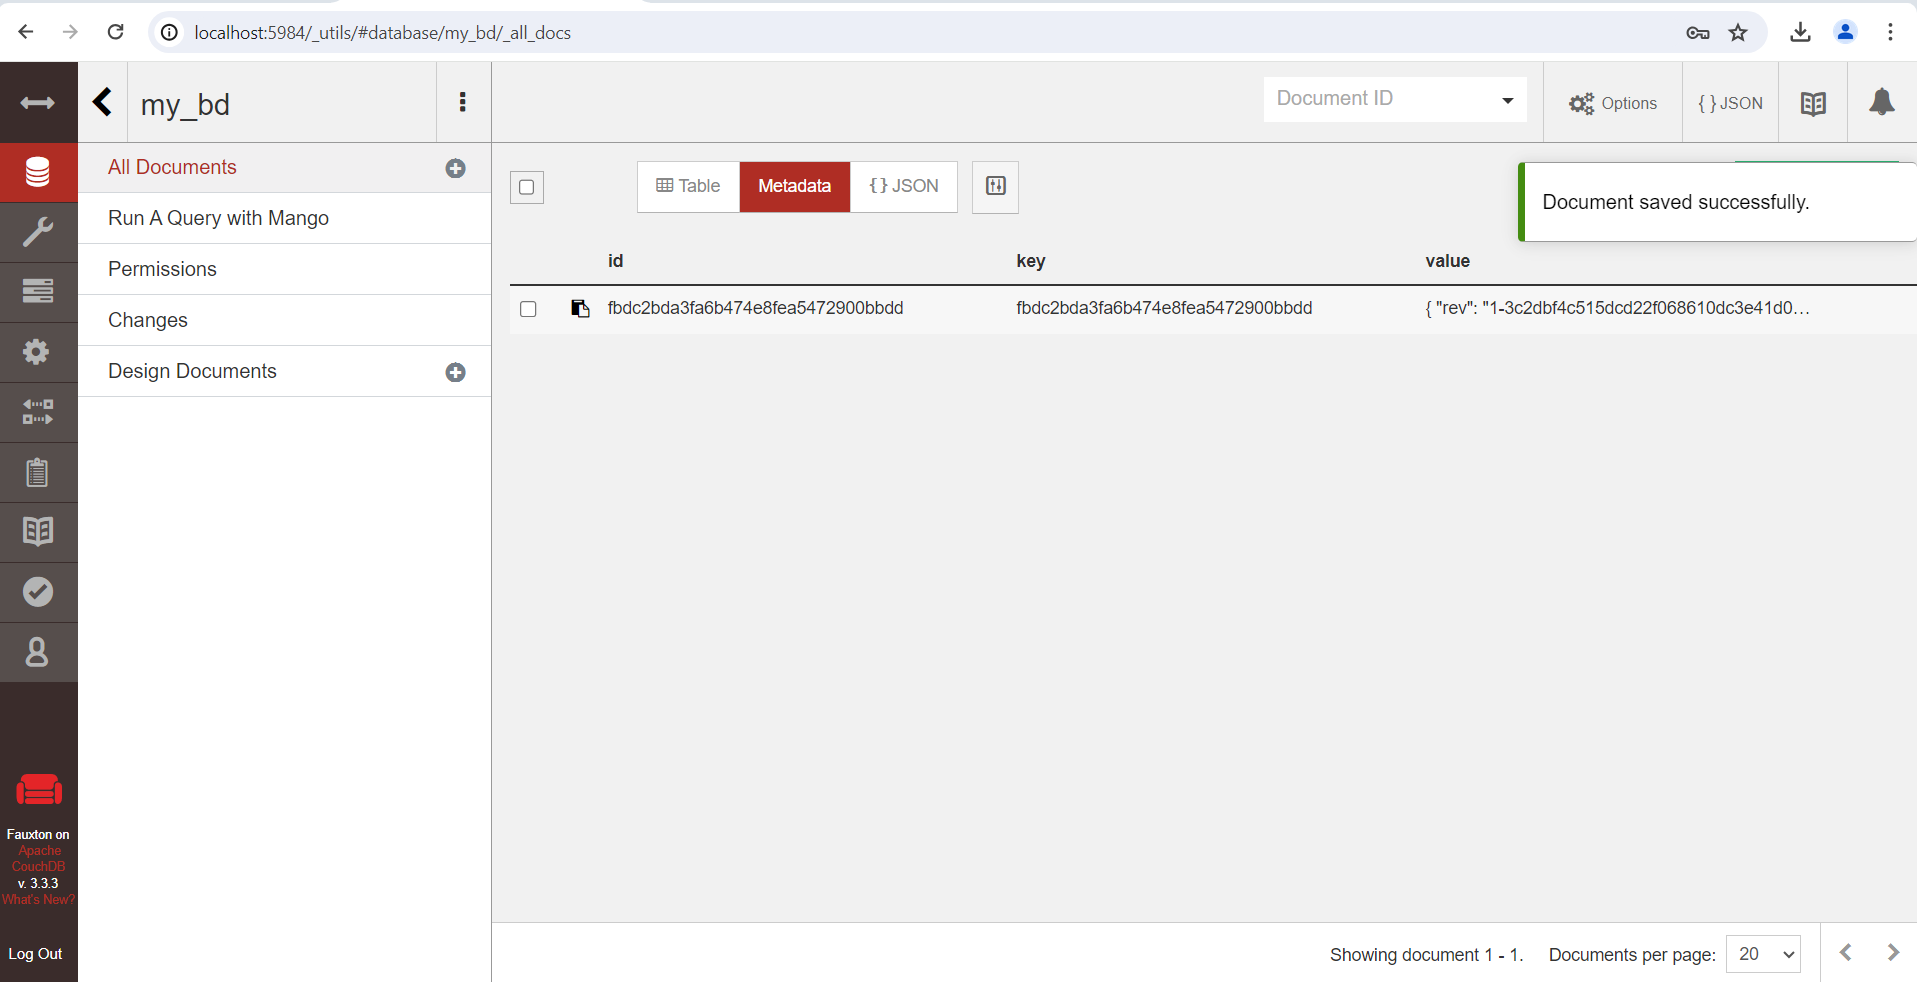 localhost:5984/_utils/#database/my_bd/_all_docs
my_bd
Document ID
Options
{ } JSON
All Documents
Run A Query with Mango
Permissions
Changes
Design Documents
Table
Metadata
{ } JSON
Document saved successfully.
id key value
fbdc2bda3fa6b474e8fea5472900bbdd fbdc2bda3fa6b474e8fea5472900bbdd { "rev": "1-3c2dbf4c515dcd22f068610dc3e41d0...
Fauxton on
Apache
CouchDB
v. 3.3.3
What's New?
Log Out
Showing document 1 - 1. Documents per page: 20